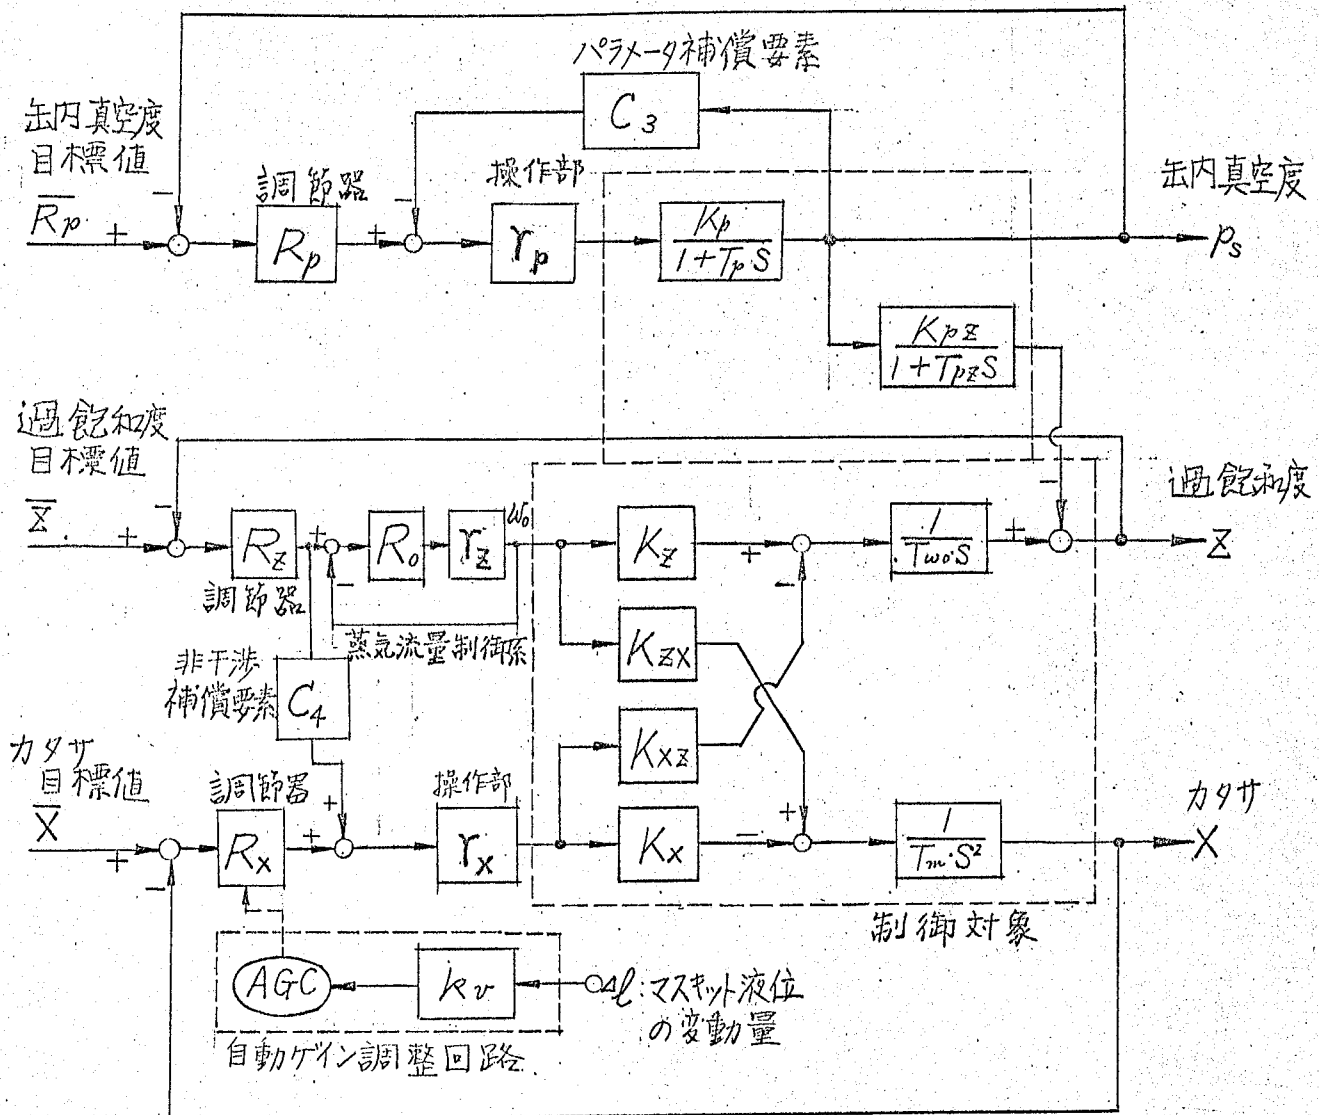 パラメータ補償要素
C3
缶内真空度
目標値
Rp
+
−
調節器
Rp
+
−
操作部
γp
Kp
1+Tp·S
缶内真空度
ps
Kpz
1+TpzS
過飽和度
目標値
Z
+
−
Rz
調節器
+
−
R0
γz
w0
蒸気流量制御系
Kz
+
−
1
Two·S
+
−
過飽和度
Z
Kzx
非干渉
補償要素
C4
Kxz
カタサ
目標値
X
+
−
調節器
Rx
+
+
操作部
γx
Kx
−
+
1
Tm·S²
カタサ
X
制御対象
AGC
kv
Δl:マスキット液位
の変動量
自動ゲイン調整回路